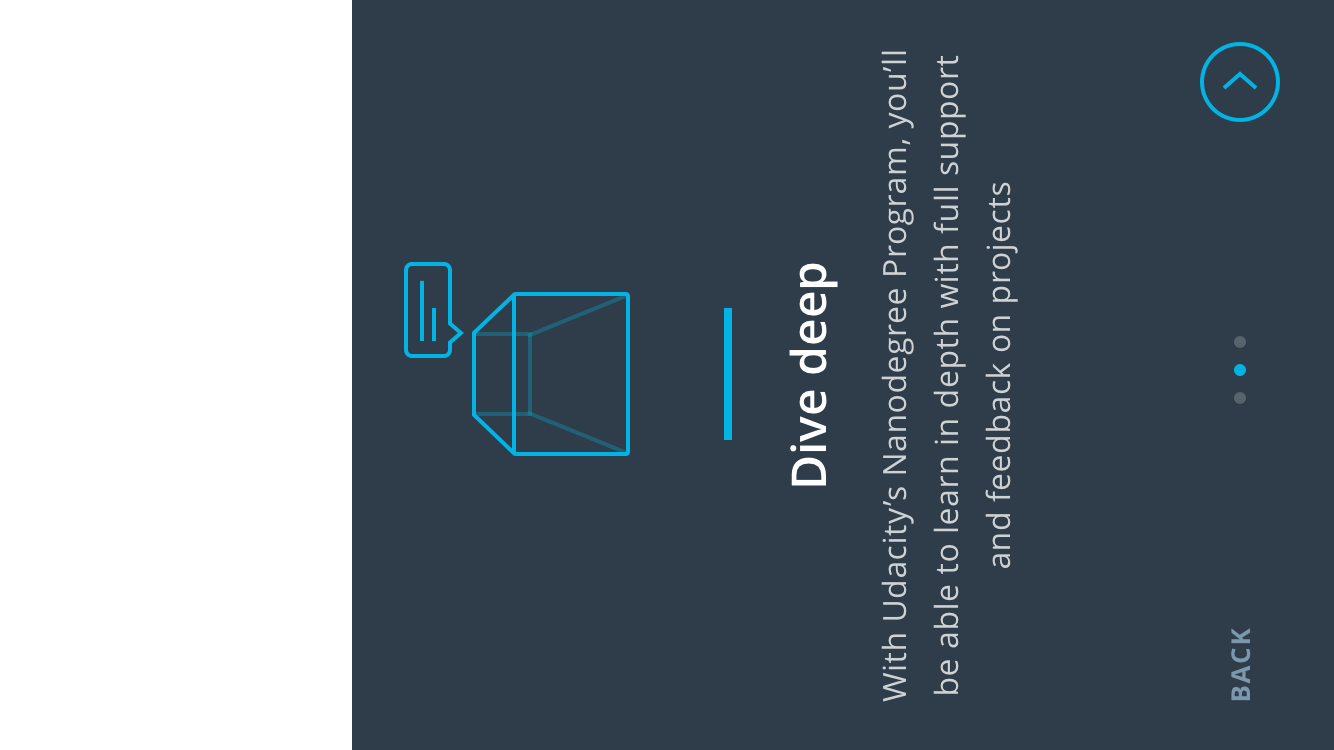 Dive deep
With Udacity’s Nanodegree Program, you’ll
be able to learn in depth with full support
and feedback on projects
BACK